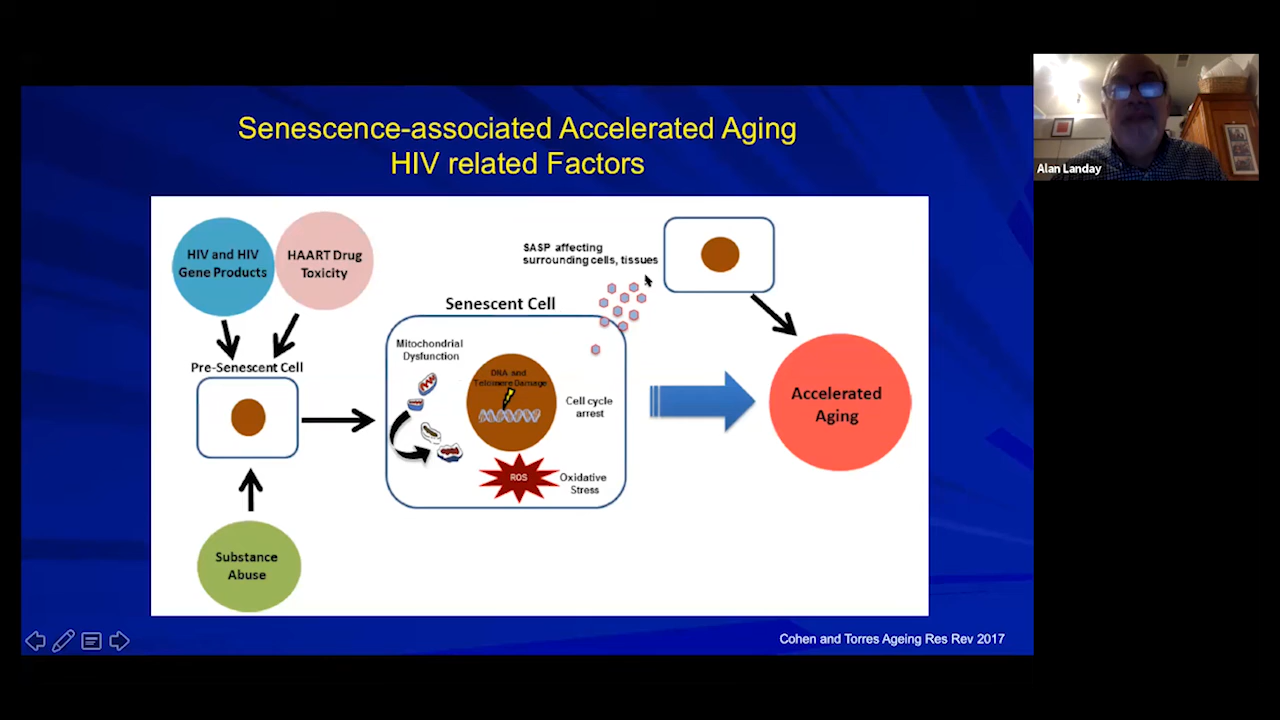 Senescence-associated Accelerated Aging
HIV related Factors
Alan Landay
HIV and HIV
Gene Products
HAART Drug
Toxicity
SASP affecting
surrounding cells, tissues
Senescent Cell
Pre-Senescent Cell
Mitochondrial
Dysfunction
DNA and
Telomere Damage
Cell cycle
arrest
Accelerated
Aging
ROS
Oxidative
Stress
Substance
Abuse
Cohen and Torres Ageing Res Rev 2017